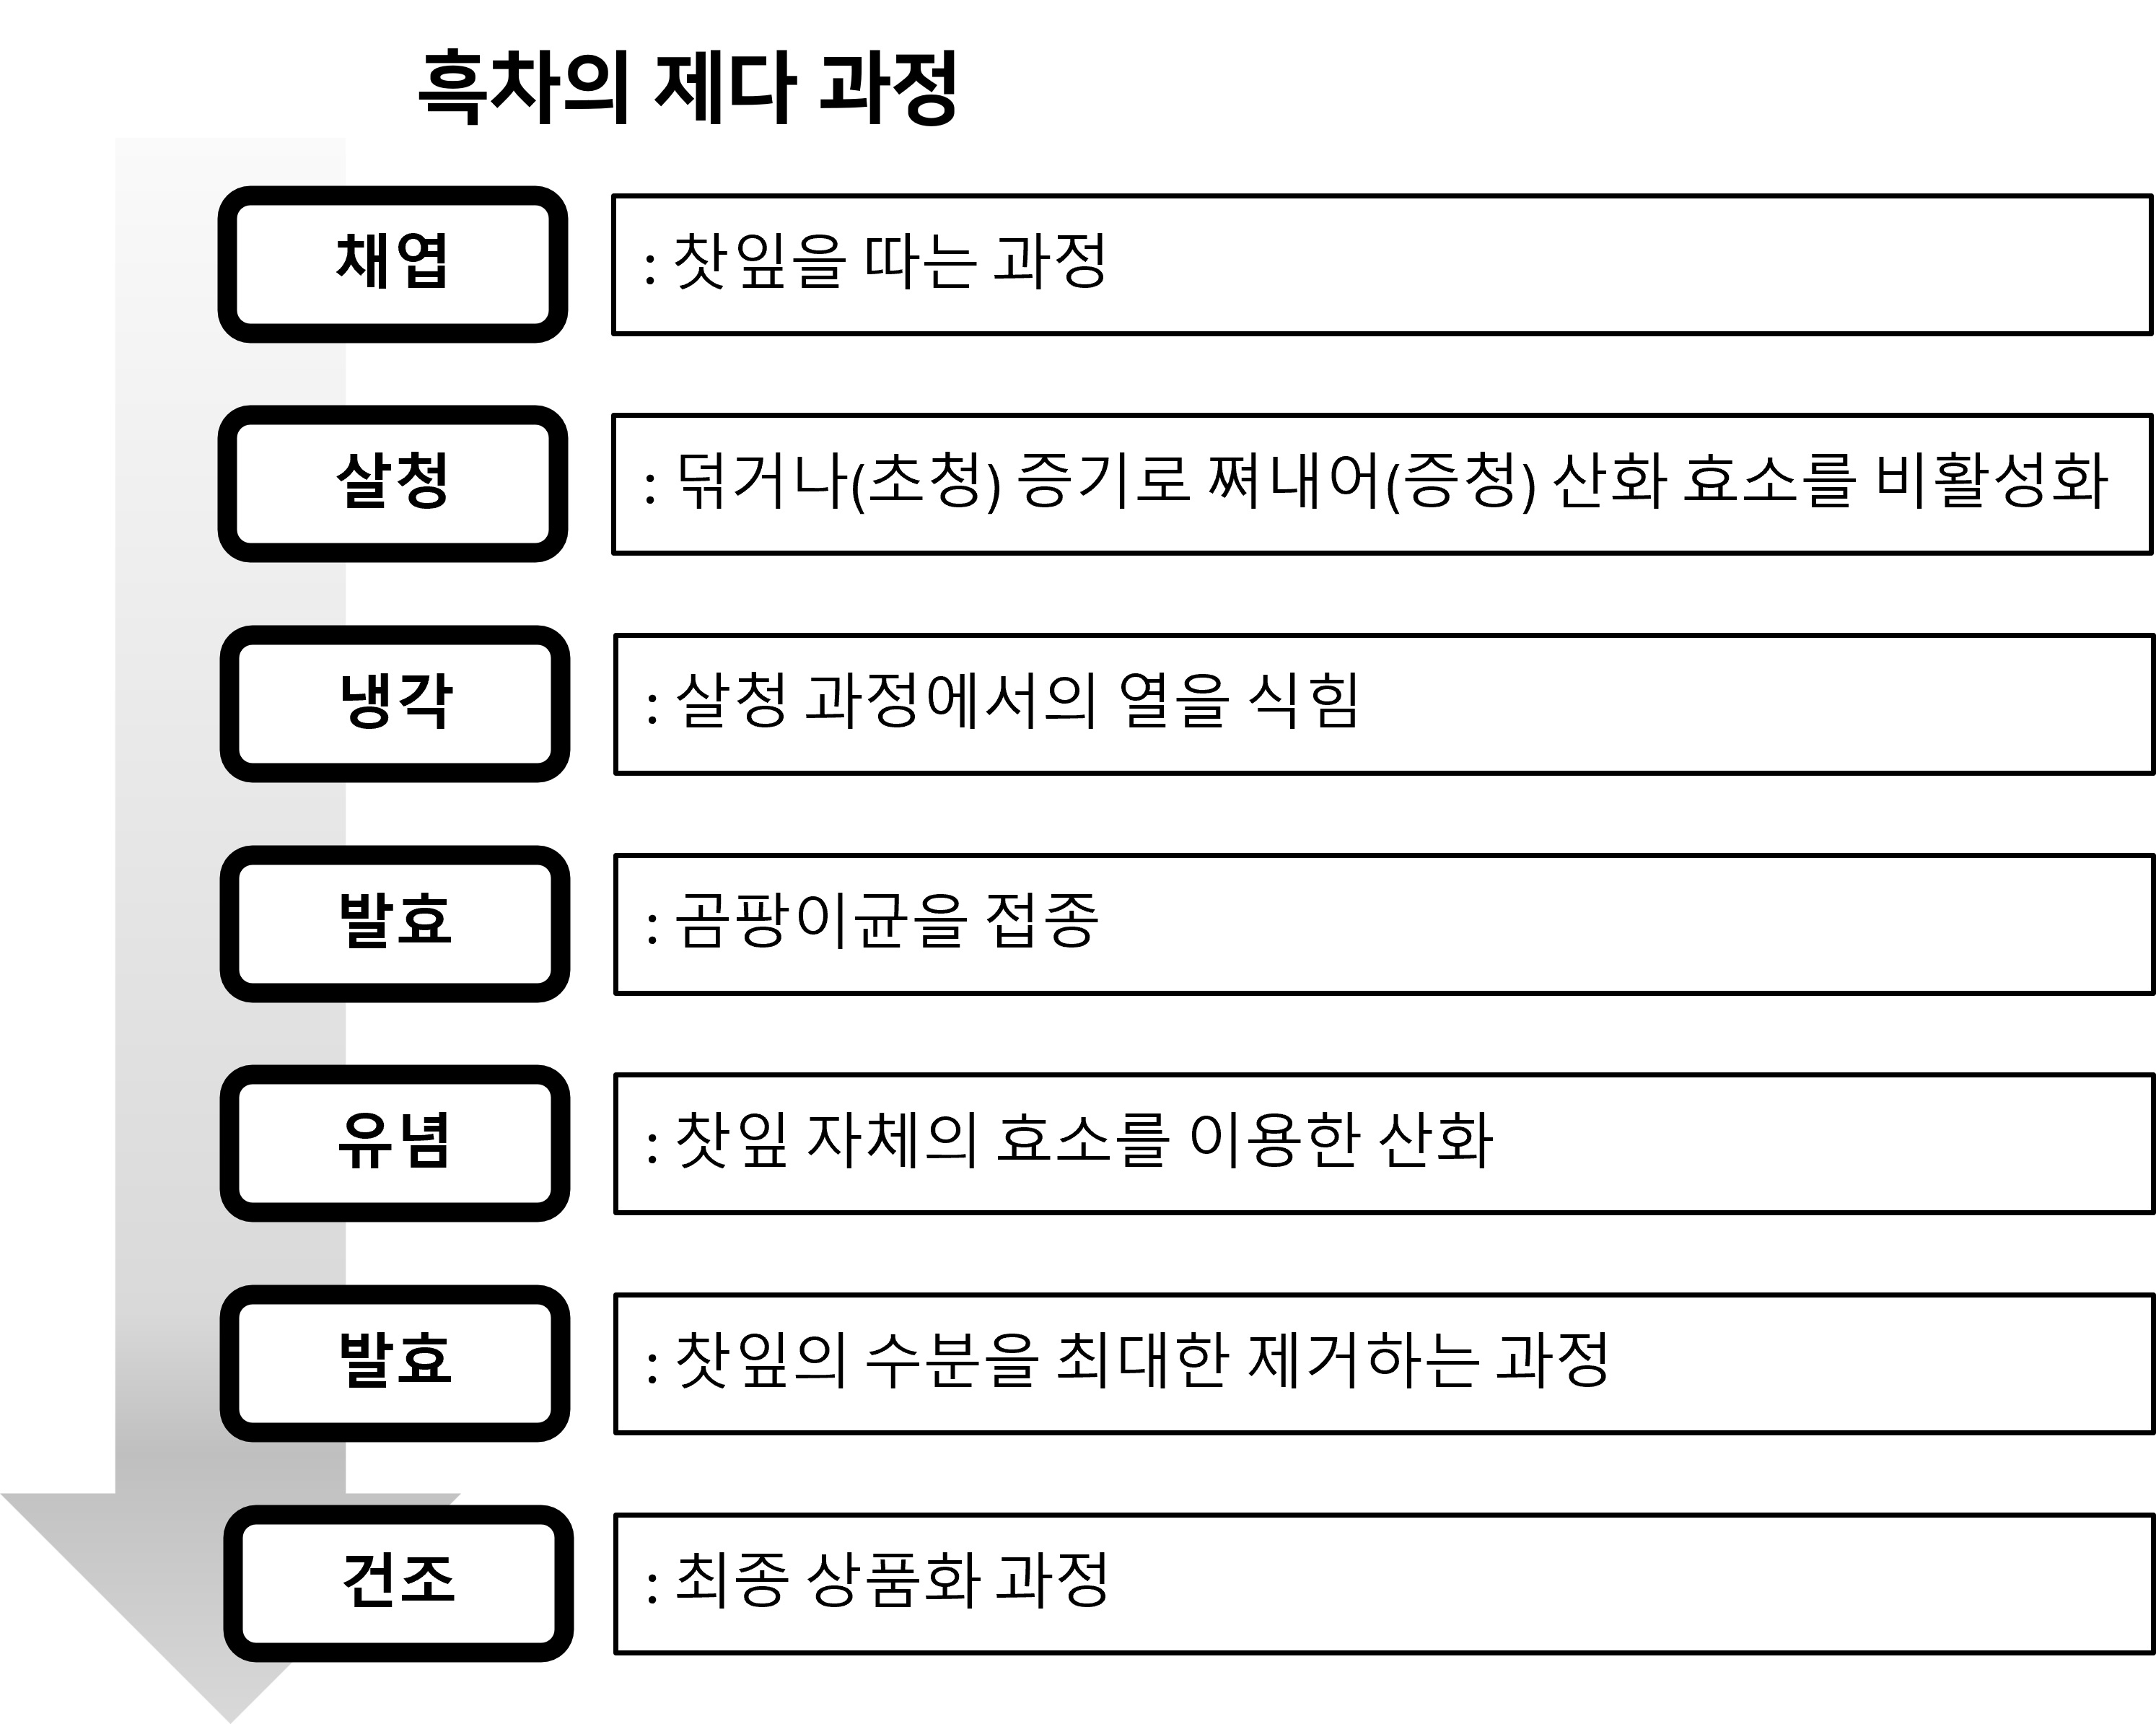 흑차의 제다 과정
채엽
: 찻잎을 따는 과정
살청
: 덖거나(초청) 증기로 쪄내어(증청) 산화 효소를 비활성화
냉각
: 살청 과정에서의 열을 식힘
발효
: 곰팡이균을 접종
유념
: 찻잎 자체의 효소를 이용한 산화
발효
: 찻잎의 수분을 최대한 제거하는 과정
건조
: 최종 상품화 과정